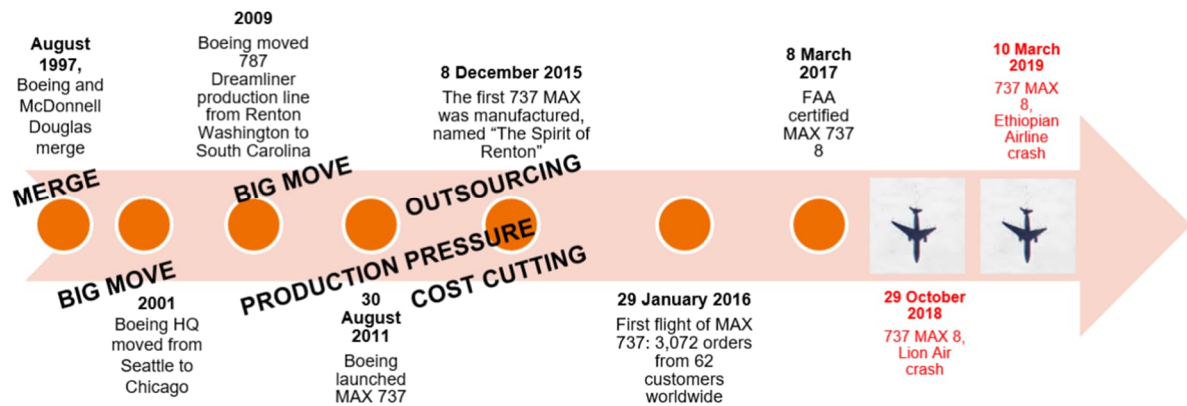 August
1997,
Boeing and
McDonnell
Douglas
merge
2009
Boeing moved
787
Dreamliner
production line
from Renton
Washington to
South Carolina
8 December 2015
The first 737 MAX
was manufactured,
named “The Spirit of
Renton”
8 March
2017
FAA
certified
MAX 737
8
10 March
2019
737 MAX
8,
Ethiopian
Airline
crash
MERGE
BIG MOVE
OUTSOURCING
BIG MOVE
PRODUCTION PRESSURE
COST CUTTING
2001
Boeing HQ
moved from
Seattle to
Chicago
30
August
2011
Boeing
launched
MAX 737
29 January 2016
First flight of MAX
737: 3,072 orders
from 62
customers
worldwide
29 October
2018
737 MAX 8,
Lion Air
crash